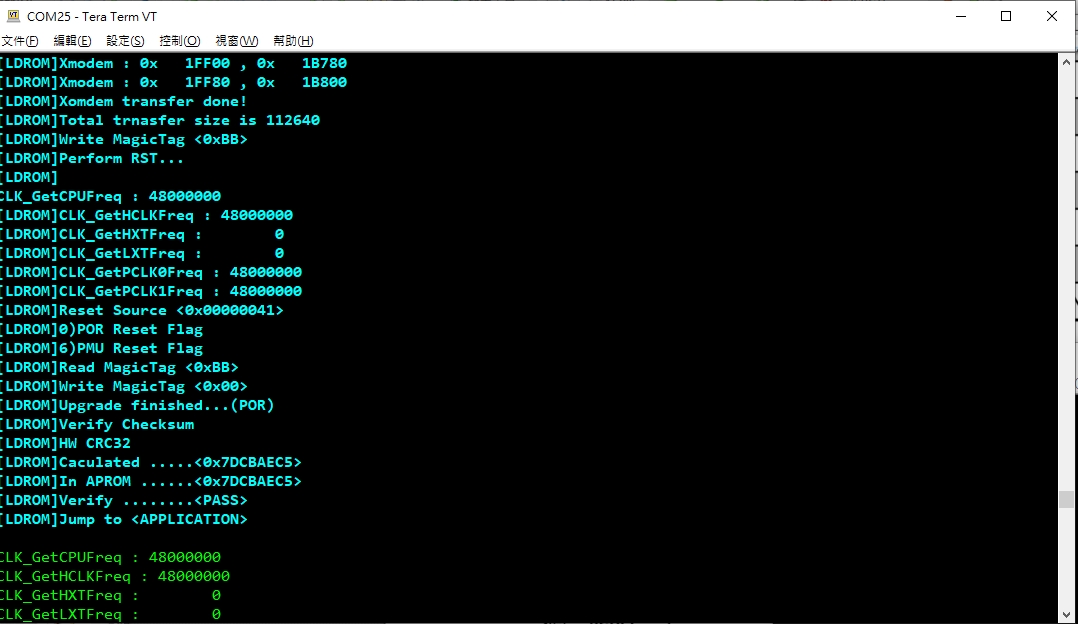 COM25 - Tera Term VT
文件(F) 編輯(E) 設定(S) 控制(O) 視窗(W) 幫助(H)
[LDROM]Xmodem : 0x   1FF00 , 0x   1B780
[LDROM]Xmodem : 0x   1FF80 , 0x   1B800
[LDROM]Xomdem transfer done!
[LDROM]Total trnasfer size is 112640
[LDROM]Write MagicTag <0xBB>
[LDROM]Perform RST...
[LDROM]
CLK_GetCPUFreq : 48000000
[LDROM]CLK_GetHCLKFreq : 48000000
[LDROM]CLK_GetHXTFreq :        0
[LDROM]CLK_GetLXTFreq :        0
[LDROM]CLK_GetPCLK0Freq : 48000000
[LDROM]CLK_GetPCLK1Freq : 48000000
[LDROM]Reset Source <0x00000041>
[LDROM]0)POR Reset Flag
[LDROM]6)PMU Reset Flag
[LDROM]Read MagicTag <0xBB>
[LDROM]Write MagicTag <0x00>
[LDROM]Upgrade finished...(POR)
[LDROM]Verify Checksum
[LDROM]HW CRC32
[LDROM]Caculated .....<0x7DCBAEC5>
[LDROM]In APROM ......<0x7DCBAEC5>
[LDROM]Verify ........<PASS>
[LDROM]Jump to <APPLICATION>
CLK_GetCPUFreq : 48000000
CLK_GetHCLKFreq : 48000000
CLK_GetHXTFreq :        0
CLK_GetLXTFreq :        0